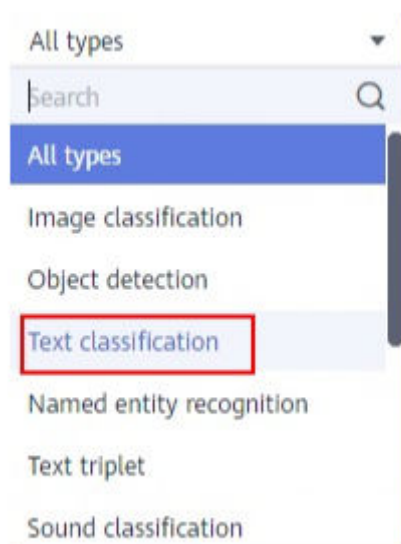 All types
Search
All types
Image classification
Object detection
Text classification
Named entity recognition
Text triplet
Sound classification